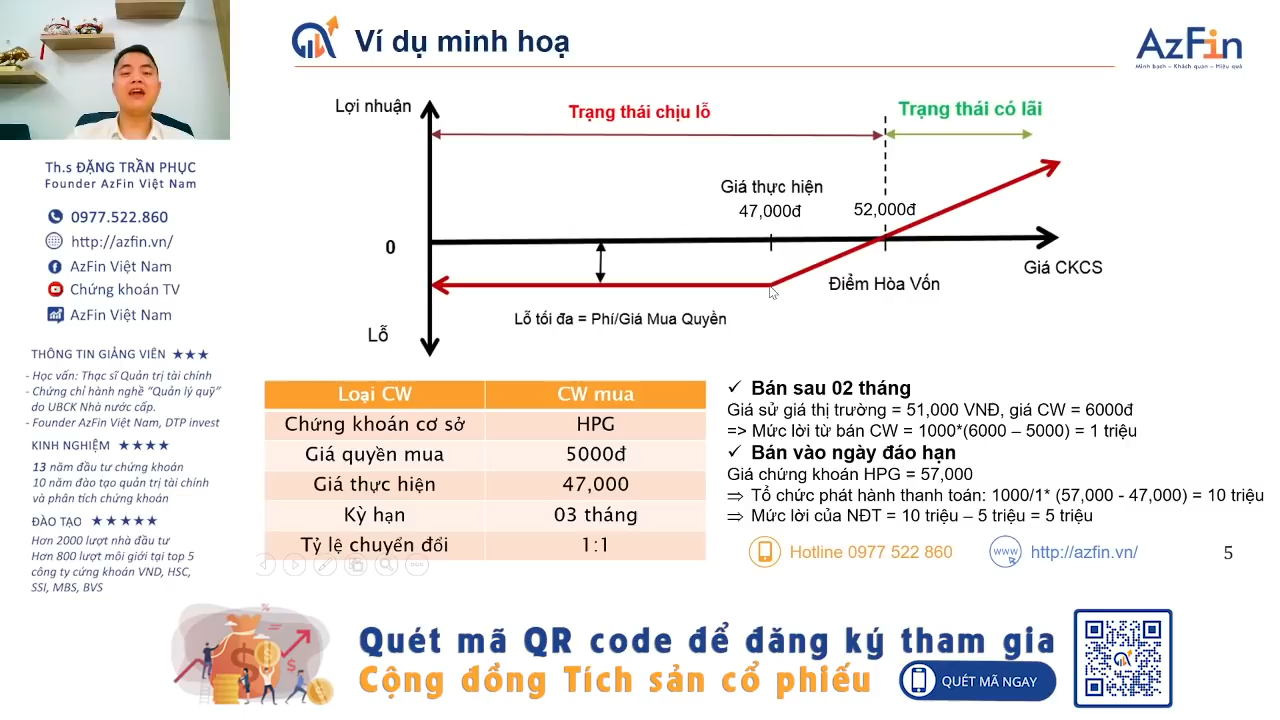 Ví dụ minh hoạ
AzFin
Minh bạch – Khách quan – Hiệu quả
Th.s ĐẶNG TRẦN PHỤC
Founder AzFin Việt Nam
0977.522.860
http://azfin.vn/
AzFin Việt Nam
Chứng khoán TV
AzFin Việt Nam
THÔNG TIN GIẢNG VIÊN ★★★
- Học vấn: Thạc sĩ Quản trị tài chính
- Chứng chỉ hành nghề "Quản lý quỹ"
do UBCK Nhà nước cấp.
- Founder AzFin Việt Nam, DTP invest
KINH NGHIỆM ★★★★
13 năm đầu tư chứng khoán
10 năm đào tạo quản trị tài chính
và phân tích chứng khoán
ĐÀO TẠO ★★★★★
Hơn 2000 lượt nhà đầu tư
Hơn 800 lượt môi giới tại top 5
công ty cứng khoán VND, HSC,
SSI, MBS, BVS
Lợi nhuận
Trạng thái chịu lỗ
Trạng thái có lãi
Giá thực hiện
47,000đ
52,000đ
0
Giá CKCS
Điểm Hòa Vốn
Lỗ tối đa = Phí/Giá Mua Quyền
Lỗ
Loại CW CW mua
Chứng khoán cơ sở HPG
Giá quyền mua 5000đ
Giá thực hiện 47,000
Kỳ hạn 03 tháng
Tỷ lệ chuyển đổi 1:1
✓ Bán sau 02 tháng
Giá sử giá thị trường = 51,000 VNĐ, giá CW = 6000đ
=> Mức lời từ bán CW = 1000*(6000 – 5000) = 1 triệu
✓ Bán vào ngày đáo hạn
Giá chứng khoán HPG = 57,000
⇒ Tổ chức phát hành thanh toán: 1000/1* (57,000 - 47,000) = 10 triệu
⇒ Mức lời của NĐT = 10 triệu – 5 triệu = 5 triệu
Hotline 0977 522 860
www http://azfin.vn/
5
Quét mã QR code để đăng ký tham gia
Cộng đồng Tích sản cổ phiếu
QUÉT MÃ NGAY